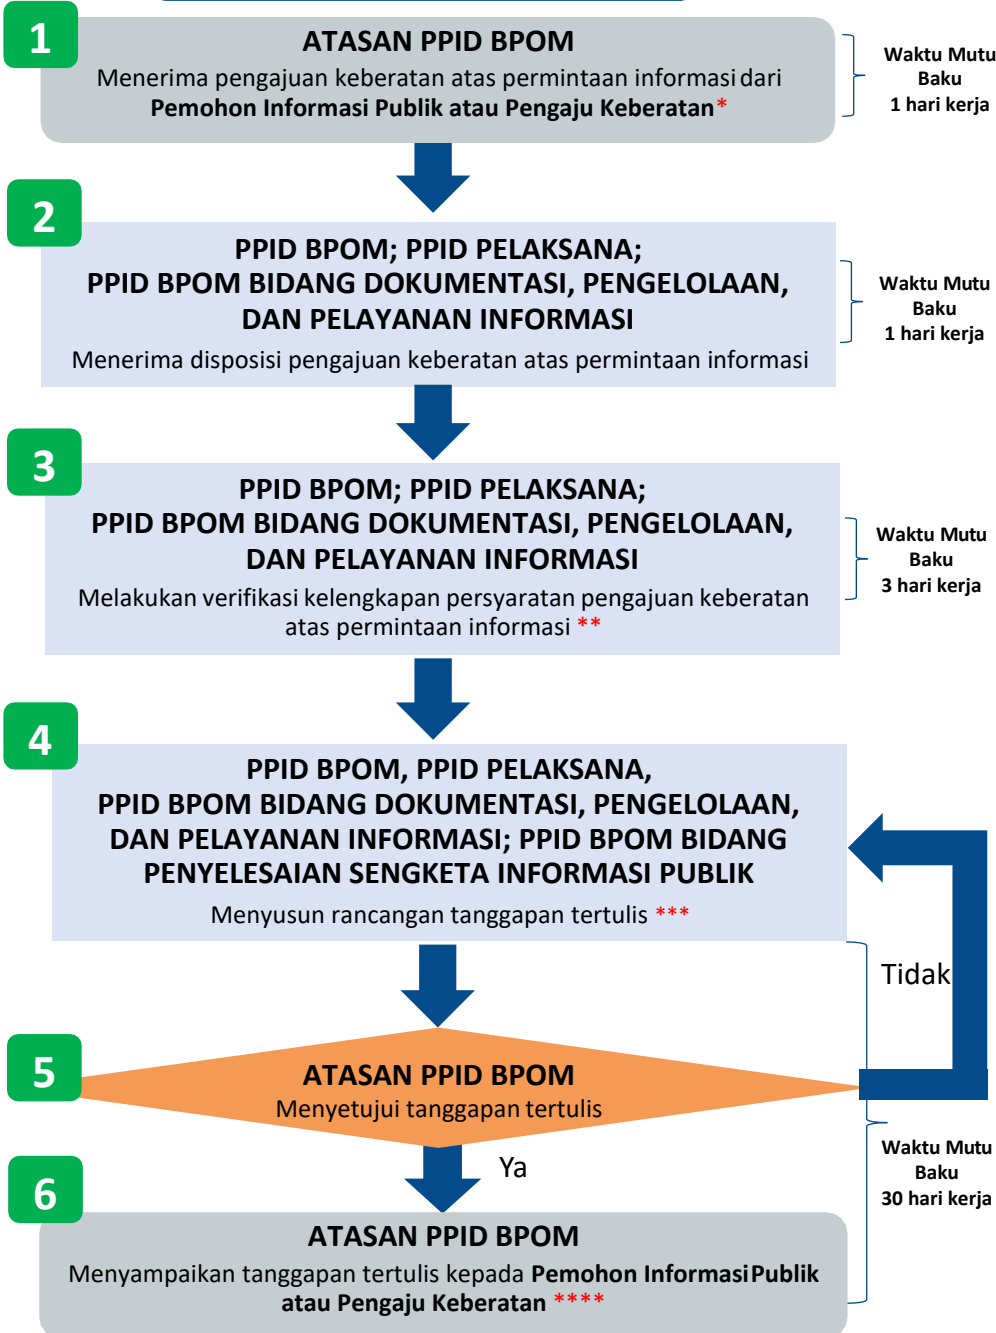 1
ATASAN PPID BPOM
Menerima pengajuan keberatan atas permintaan informasi dari
Pemohon Informasi Publik atau Pengaju Keberatan*
Waktu Mutu
Baku
1 hari kerja
2
PPID BPOM; PPID PELAKSANA;
PPID BPOM BIDANG DOKUMENTASI, PENGELOLAAN,
DAN PELAYANAN INFORMASI
Menerima disposisi pengajuan keberatan atas permintaan informasi
Waktu Mutu
Baku
1 hari kerja
3
PPID BPOM; PPID PELAKSANA;
PPID BPOM BIDANG DOKUMENTASI, PENGELOLAAN,
DAN PELAYANAN INFORMASI
Melakukan verifikasi kelengkapan persyaratan pengajuan keberatan
atas permintaan informasi **
Waktu Mutu
Baku
3 hari kerja
4
PPID BPOM, PPID PELAKSANA,
PPID BPOM BIDANG DOKUMENTASI, PENGELOLAAN,
DAN PELAYANAN INFORMASI; PPID BPOM BIDANG
PENYELESAIAN SENGKETA INFORMASI PUBLIK
Menyusun rancangan tanggapan tertulis ***
Tidak
5
ATASAN PPID BPOM
Menyetujui tanggapan tertulis
Ya
Waktu Mutu
Baku
30 hari kerja
6
ATASAN PPID BPOM
Menyampaikan tanggapan tertulis kepada Pemohon Informasi Publik
atau Pengaju Keberatan ****